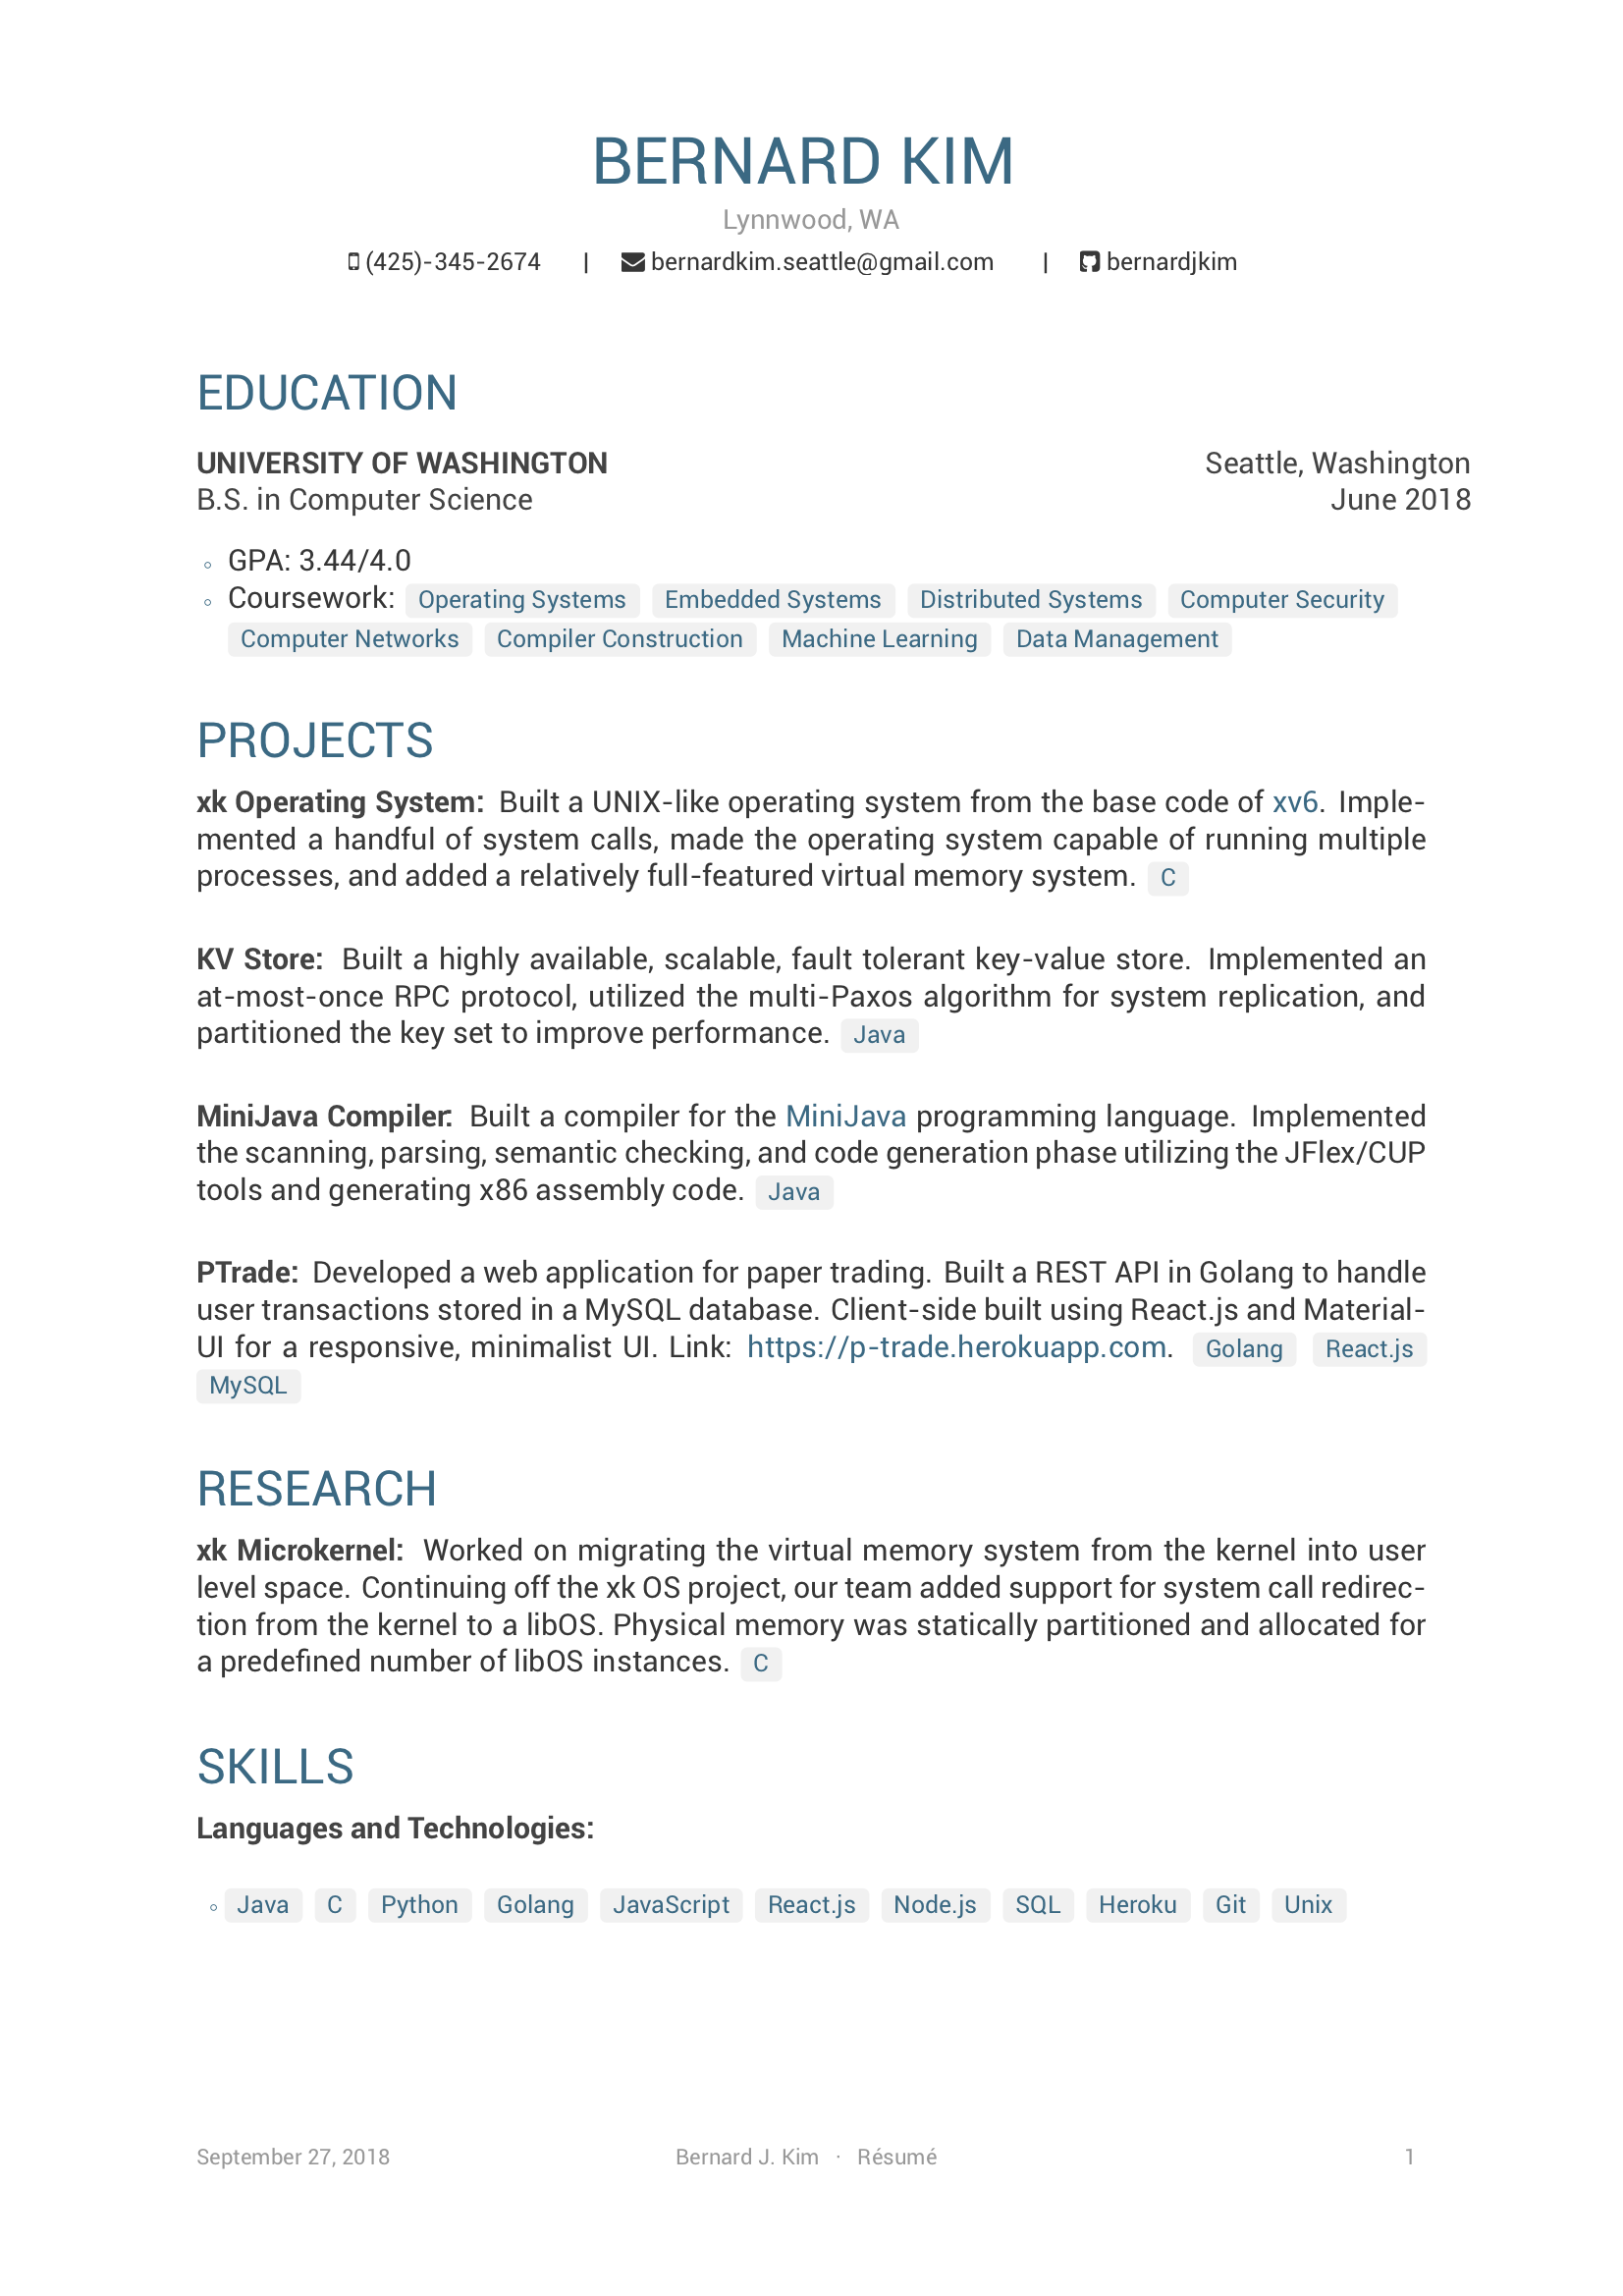 BERNARD KIM
Lynnwood, WA
(425)-345-2674 | bernardkim.seattle@gmail.com | bernardjkim
EDUCATION
UNIVERSITY OF WASHINGTON Seattle, Washington
B.S. in Computer Science June 2018
◦ GPA: 3.44/4.0
◦ Coursework: Operating Systems Embedded Systems Distributed Systems Computer Security
Computer Networks Compiler Construction Machine Learning Data Management
PROJECTS
xk Operating System: Built a UNIX-like operating system from the base code of xv6. Imple-
mented a handful of system calls, made the operating system capable of running multiple
processes, and added a relatively full-featured virtual memory system. C
KV Store: Built a highly available, scalable, fault tolerant key-value store. Implemented an
at-most-once RPC protocol, utilized the multi-Paxos algorithm for system replication, and
partitioned the key set to improve performance. Java
MiniJava Compiler: Built a compiler for the MiniJava programming language. Implemented
the scanning, parsing, semantic checking, and code generation phase utilizing the JFlex/CUP
tools and generating x86 assembly code. Java
PTrade: Developed a web application for paper trading. Built a REST API in Golang to handle
user transactions stored in a MySQL database. Client-side built using React.js and Material-
UI for a responsive, minimalist UI. Link: https://p-trade.herokuapp.com. Golang React.js
MySQL
RESEARCH
xk Microkernel: Worked on migrating the virtual memory system from the kernel into user
level space. Continuing off the xk OS project, our team added support for system call redirec-
tion from the kernel to a libOS. Physical memory was statically partitioned and allocated for
a predefined number of libOS instances. C
SKILLS
Languages and Technologies:
◦ Java C Python Golang JavaScript React.js Node.js SQL Heroku Git Unix
September 27, 2018 Bernard J. Kim · Résumé 1